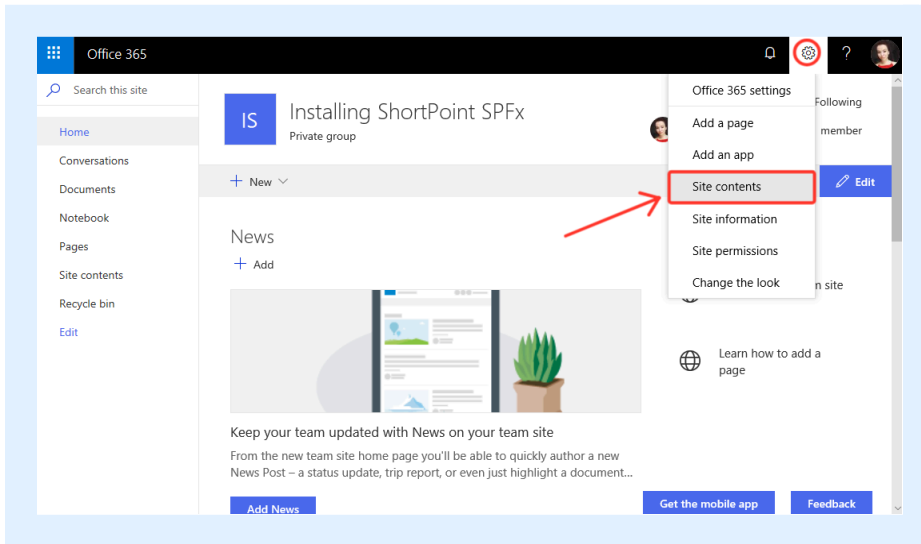 Office 365
?
Search this site
Home
Conversations
Documents
Notebook
Pages
Site contents
Recycle bin
Edit
IS
Installing ShortPoint SPFx
Private group
Following
member
Office 365 settings
Add a page
Add an app
Site contents
Site information
Site permissions
Change the look
+ New
Edit
News
+ Add
n site
Learn how to add a
page
Keep your team updated with News on your team site
From the new team site home page you'll be able to quickly author a new
News Post – a status update, trip report, or even just highlight a document...
Add News
Get the mobile app
Feedback